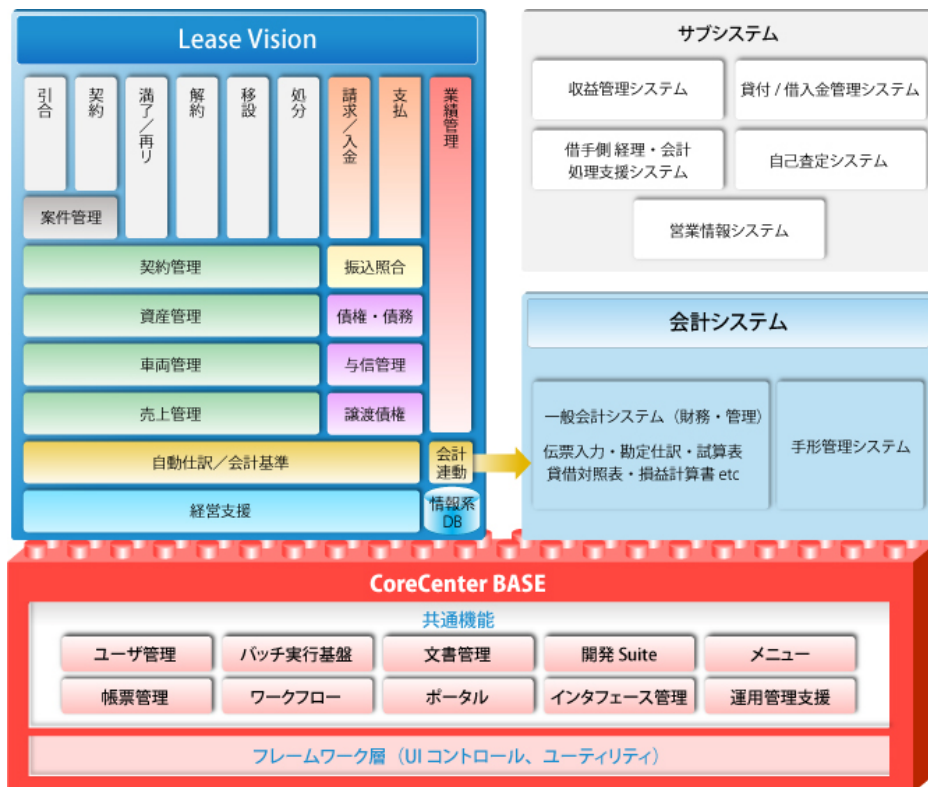 Lease Vision
引合
契約
満了／再リ
解約
移設
処分
請求／入金
支払
業績管理
案件管理
契約管理
振込照合
資産管理
債権・債務
車両管理
与信管理
売上管理
譲渡債権
自動仕訳／会計基準
会計
連動
経営支援
情報系
DB
サブシステム
収益管理システム
貸付 / 借入金管理システム
借手側 経理・会計
処理支援システム
自己査定システム
営業情報システム
会計システム
一般会計システム（財務・管理）
伝票入力・勘定仕訳・試算表
貸借対照表・損益計算書 etc
手形管理システム
CoreCenter BASE
共通機能
ユーザ管理
バッチ実行基盤
文書管理
開発 Suite
メニュー
帳票管理
ワークフロー
ポータル
インタフェース管理
運用管理支援
フレームワーク層（UI コントロール、ユーティリティ）